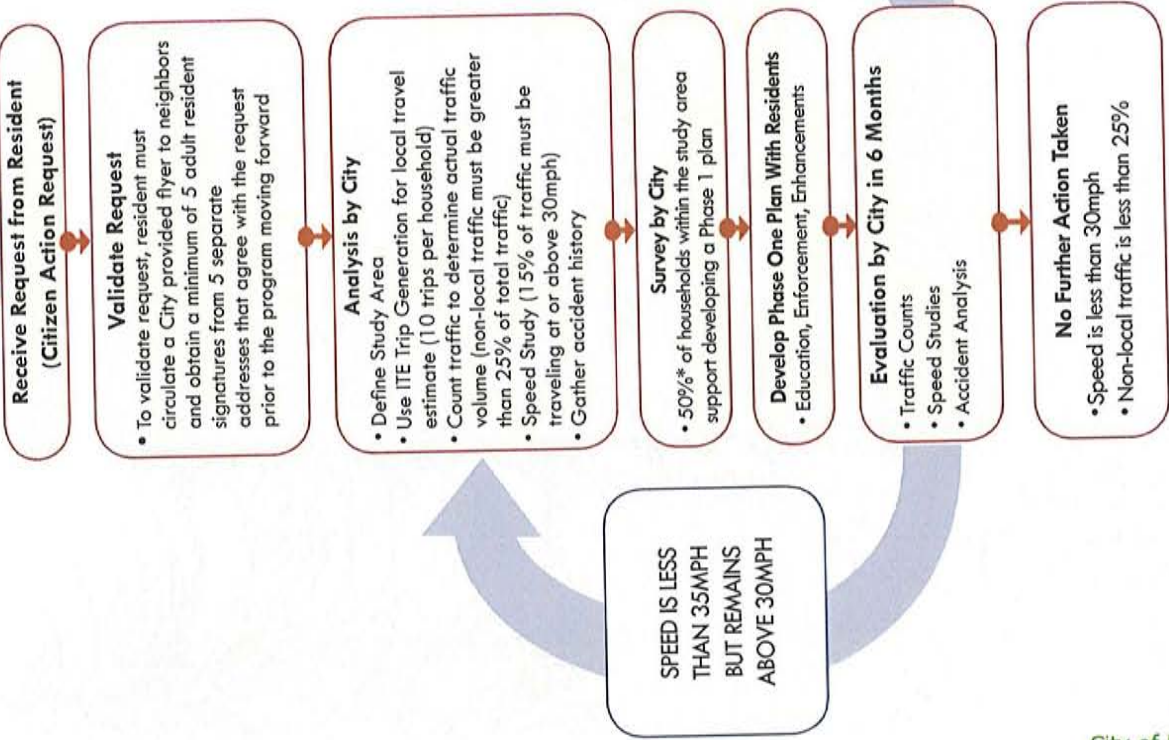 Receive Request from Resident
(Citizen Action Request)
Validate Request
• To validate request, resident must
circulate a City provided flyer to neighbors
and obtain a minimum of 5 adult resident
signatures from 5 separate
addresses that agree with the request
prior to the program moving forward
Analysis by City
• Define Study Area
• Use ITE Trip Generation for local travel
estimate (10 trips per household)
• Count traffic to determine actual traffic
volume (non-local traffic must be greater
than 25% of total traffic)
• Speed Study (15% of traffic must be
traveling at or above 30mph)
• Gather accident history
Survey by City
• 50%* of households within the study area
support developing a Phase 1 plan
Develop Phase One Plan With Residents
• Education, Enforcement, Enhancements
Evaluation by City in 6 Months
• Traffic Counts
• Speed Studies
• Accident Analysis
No Further Action Taken
• Speed is less than 30mph
• Non-local traffic is less than 25%
SPEED IS LESS
THAN 35MPH
BUT REMAINS
ABOVE 30MPH
City of